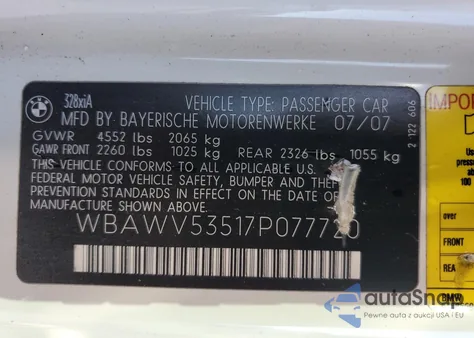 328xiA
VEHICLE TYPE: PASSENGER CAR
MFD BY: BAYERISCHE MOTORENWERKE 07/07
GVWR 4552 lbs 2065 kg
GAWR FRONT 2260 lbs 1025 kg REAR 2326 lbs 1055 kg
THIS VEHICLE CONFORMS TO ALL APPLICABLE U.S.
FEDERAL MOTOR VEHICLE SAFETY BUMPER AND THEFT
PREVENTION STANDARDS IN EFFECT ON THE DATE OF
MANUFACTURE SHOWN ABOVE.
WBAWV53517P077720
2 122 606
IMPOR
FRO
REA
BMW
autoSnap
Pewne auta z aukcji USA i EU